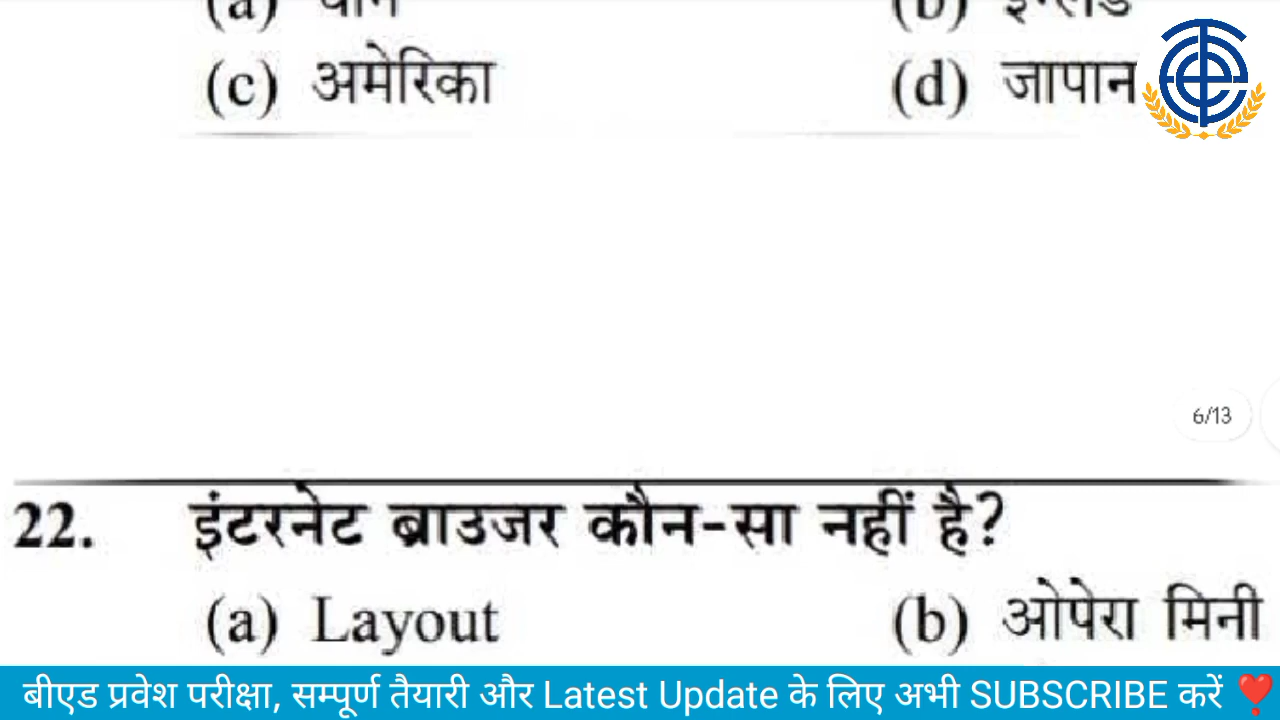 (a) चीन (b) इंग्लैंड
(c) अमेरिका (d) जापान
6/13
22. इंटरनेट ब्राउजर कौन-सा नहीं है?
(a) Layout (b) ओपेरा मिनी
बीएड प्रवेश परीक्षा, सम्पूर्ण तैयारी और Latest Update के लिए अभी SUBSCRIBE करें ❤️